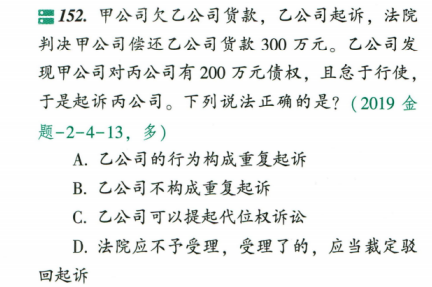 152. 甲公司欠乙公司货款，乙公司起诉，法院
判决甲公司偿还乙公司货款 300 万元。乙公司发
现甲公司对丙公司有 200 万元债权，且怠于行使，
于是起诉丙公司。下列说法正确的是？（2019 金
题-2-4-13，多）
A. 乙公司的行为构成重复起诉
B. 乙公司不构成重复起诉
C. 乙公司可以提起代位权诉讼
D. 法院应不予受理，受理了的，应当裁定驳
回起诉